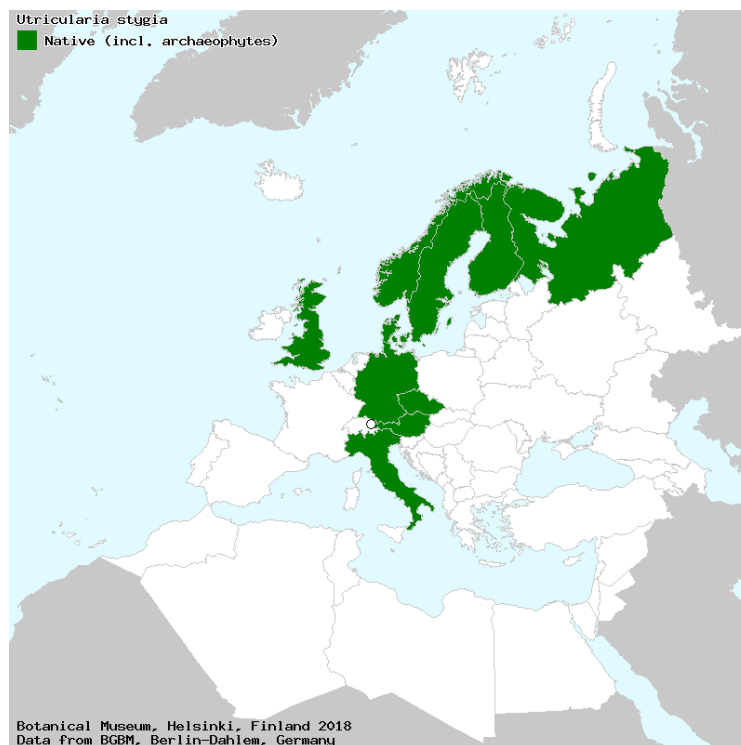 Utricularia stygia
Native (incl. archaeophytes)
Botanical Museum, Helsinki, Finland 2018
Data from BGBM, Berlin-Dahlem, Germany